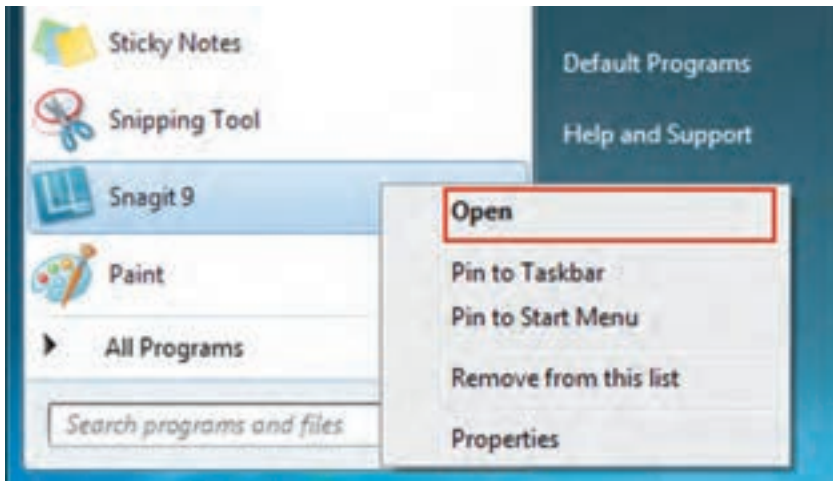 Sticky Notes
Default Programs
Snipping Tool
Help and Support
Snagit 9
Open
Paint
Pin to Taskbar
Pin to Start Menu
All Programs
Remove from this list
Search programs and files
Properties